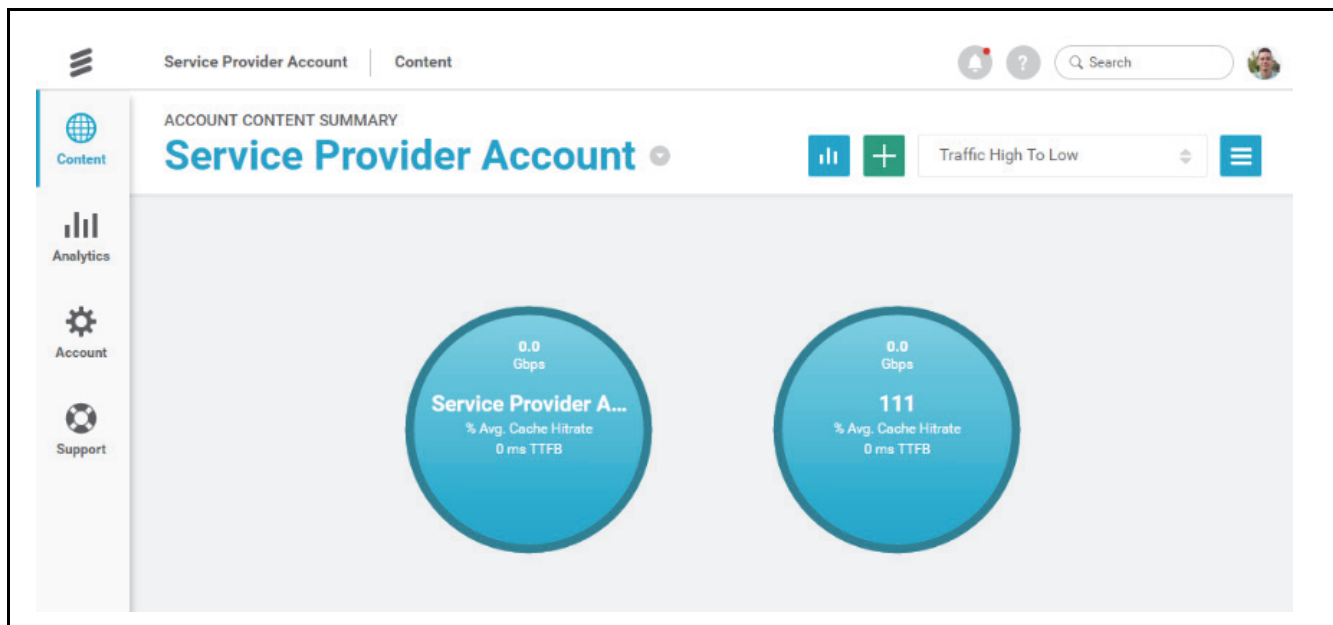 Service Provider Account
Content
?
Search
Content
ACCOUNT CONTENT SUMMARY
Service Provider Account
Traffic High To Low
Analytics
Account
Support
0.0
Gbps
Service Provider A...
% Avg. Cache Hitrate
0 ms TTFB
0.0
Gbps
111
% Avg. Cache Hitrate
0 ms TTFB